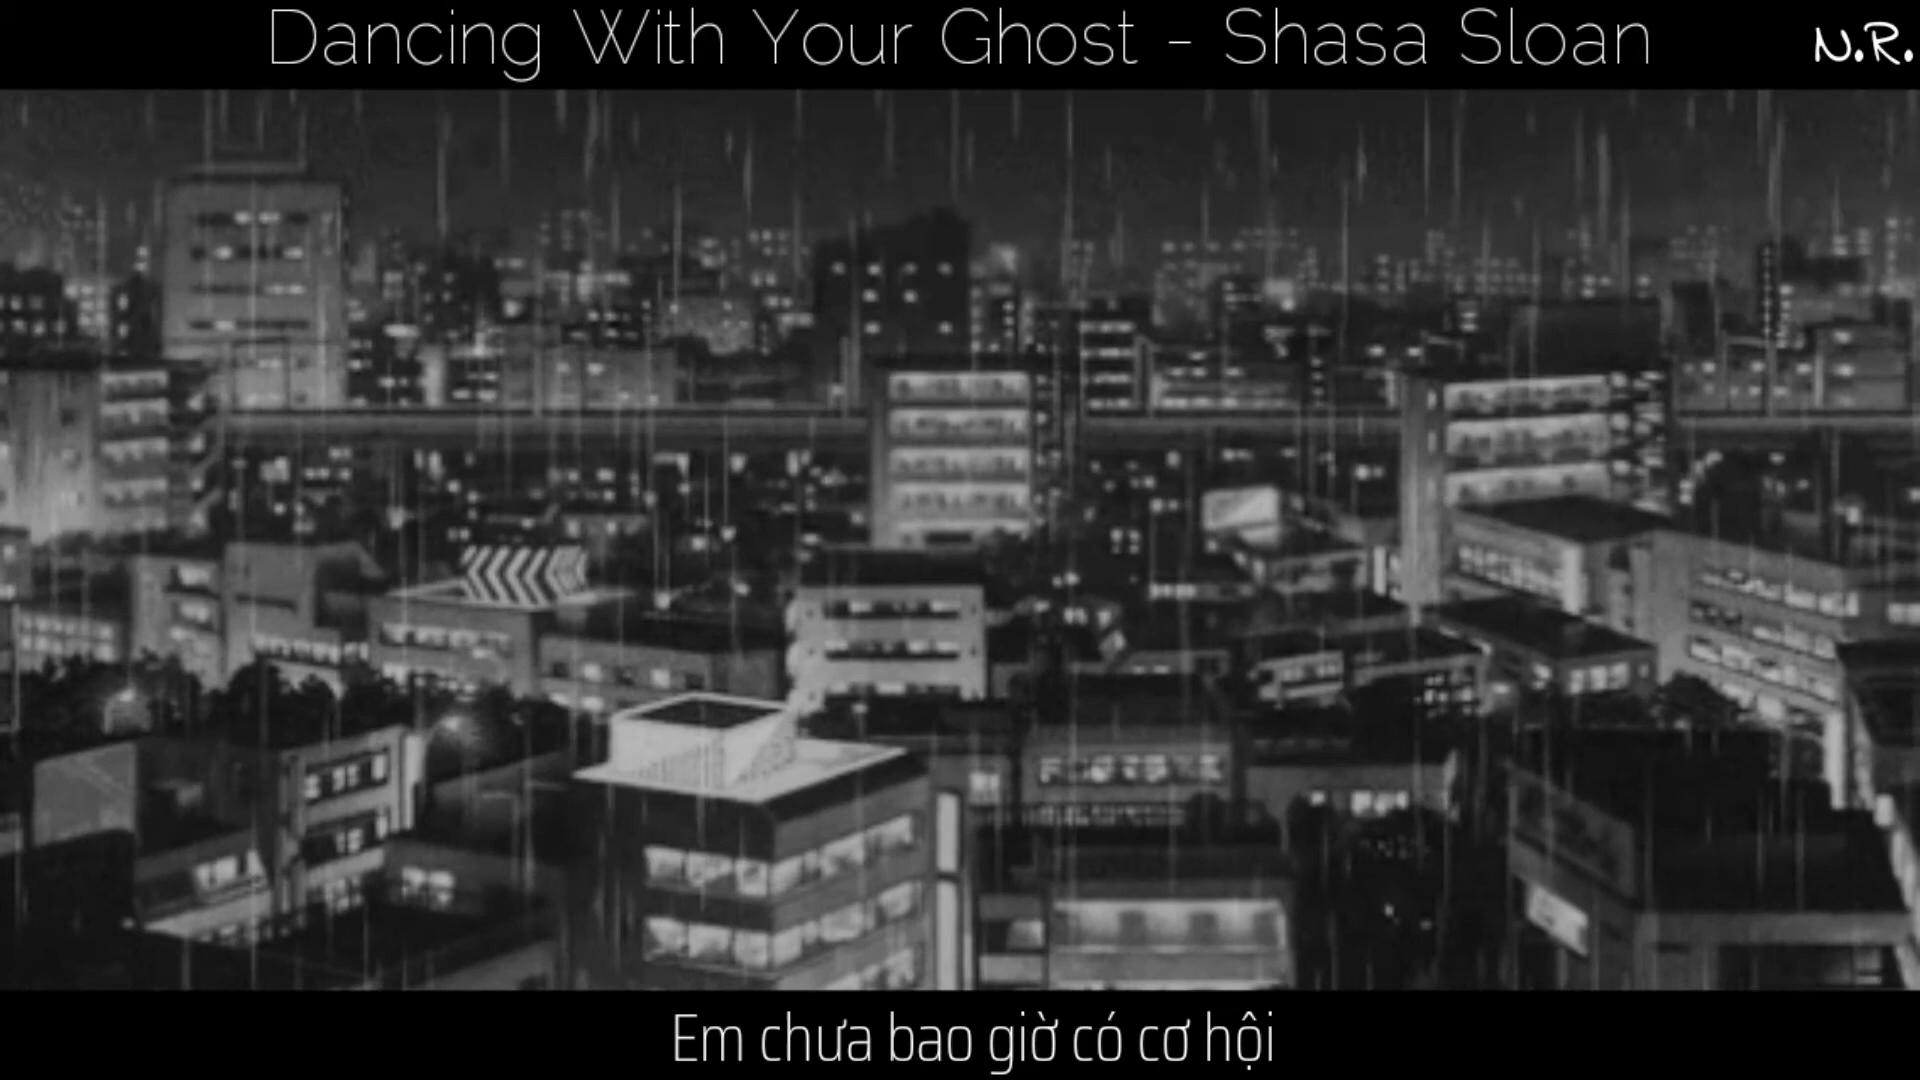 Dancing With Your Ghost - Shasa Sloan
N.R.
Em chưa bao giờ có cơ hội